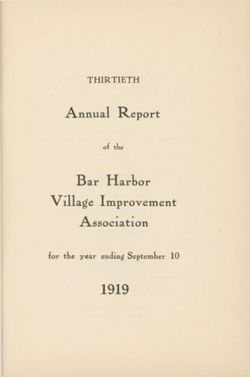 THIRTIETH
Annual Report
of the
Bar Harbor
Village Improvement
Association
for the year ending September 10
1919